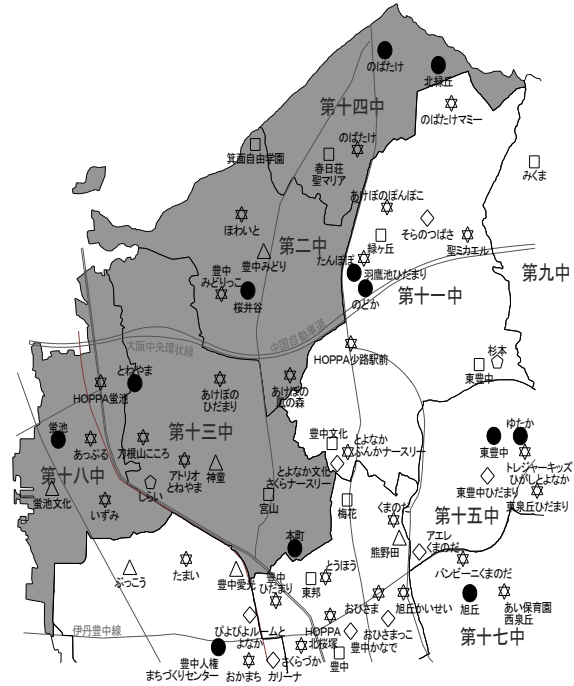 のばたけ
北緑丘
第十四中
のばたけマミー
のばたけ
箕面自由学園
春日荘
聖マリア
みくま
あけぼのぽんぽこ
ほわいと
そらのつばさ
第二中
緑ヶ丘
聖ミカエル
豊中みどり
たんぽぽ
豊中
みどりっこ
羽鷹池ひだまり
第九中
桜井谷
のどか
第十一中
大阪中央環状線
中国自動車道
HOPPA少路駅前
杉本
東豊中
とねやま
HOPPA蛍池
あけぼの
ひだまり
あけぼの
風の森
蛍池
あっぷる
刀根山こころ
第十三中
豊中文化
とよなか
ぶんかナースリー
東豊中
ゆたか
トレジャーキッズ
ひがしとよなか
第十八中
アトリオ
とねやま
神童
とよなか文化
さくらナースリー
東豊中ひだまり
東泉丘ひだまり
蛍池文化
いずみ
しらい
宮山
梅花
くまのだ
第十五中
本町
熊野田
アエレ
くまのだ
バンビーニくまのだ
ぶっこう
たまい
豊中愛光
豊中
ひだまり
東邦
とうほう
おひさま
旭丘かいせい
旭丘
あい保育園
西泉丘
伊丹豊中線
ぴよぴよルームと
よなか
HOPPA
北桜塚
おひさまっこ
豊中かなで
第十七中
豊中人権
まちづくりセンター
おかまち
カリーナ
さくらづか
豊中